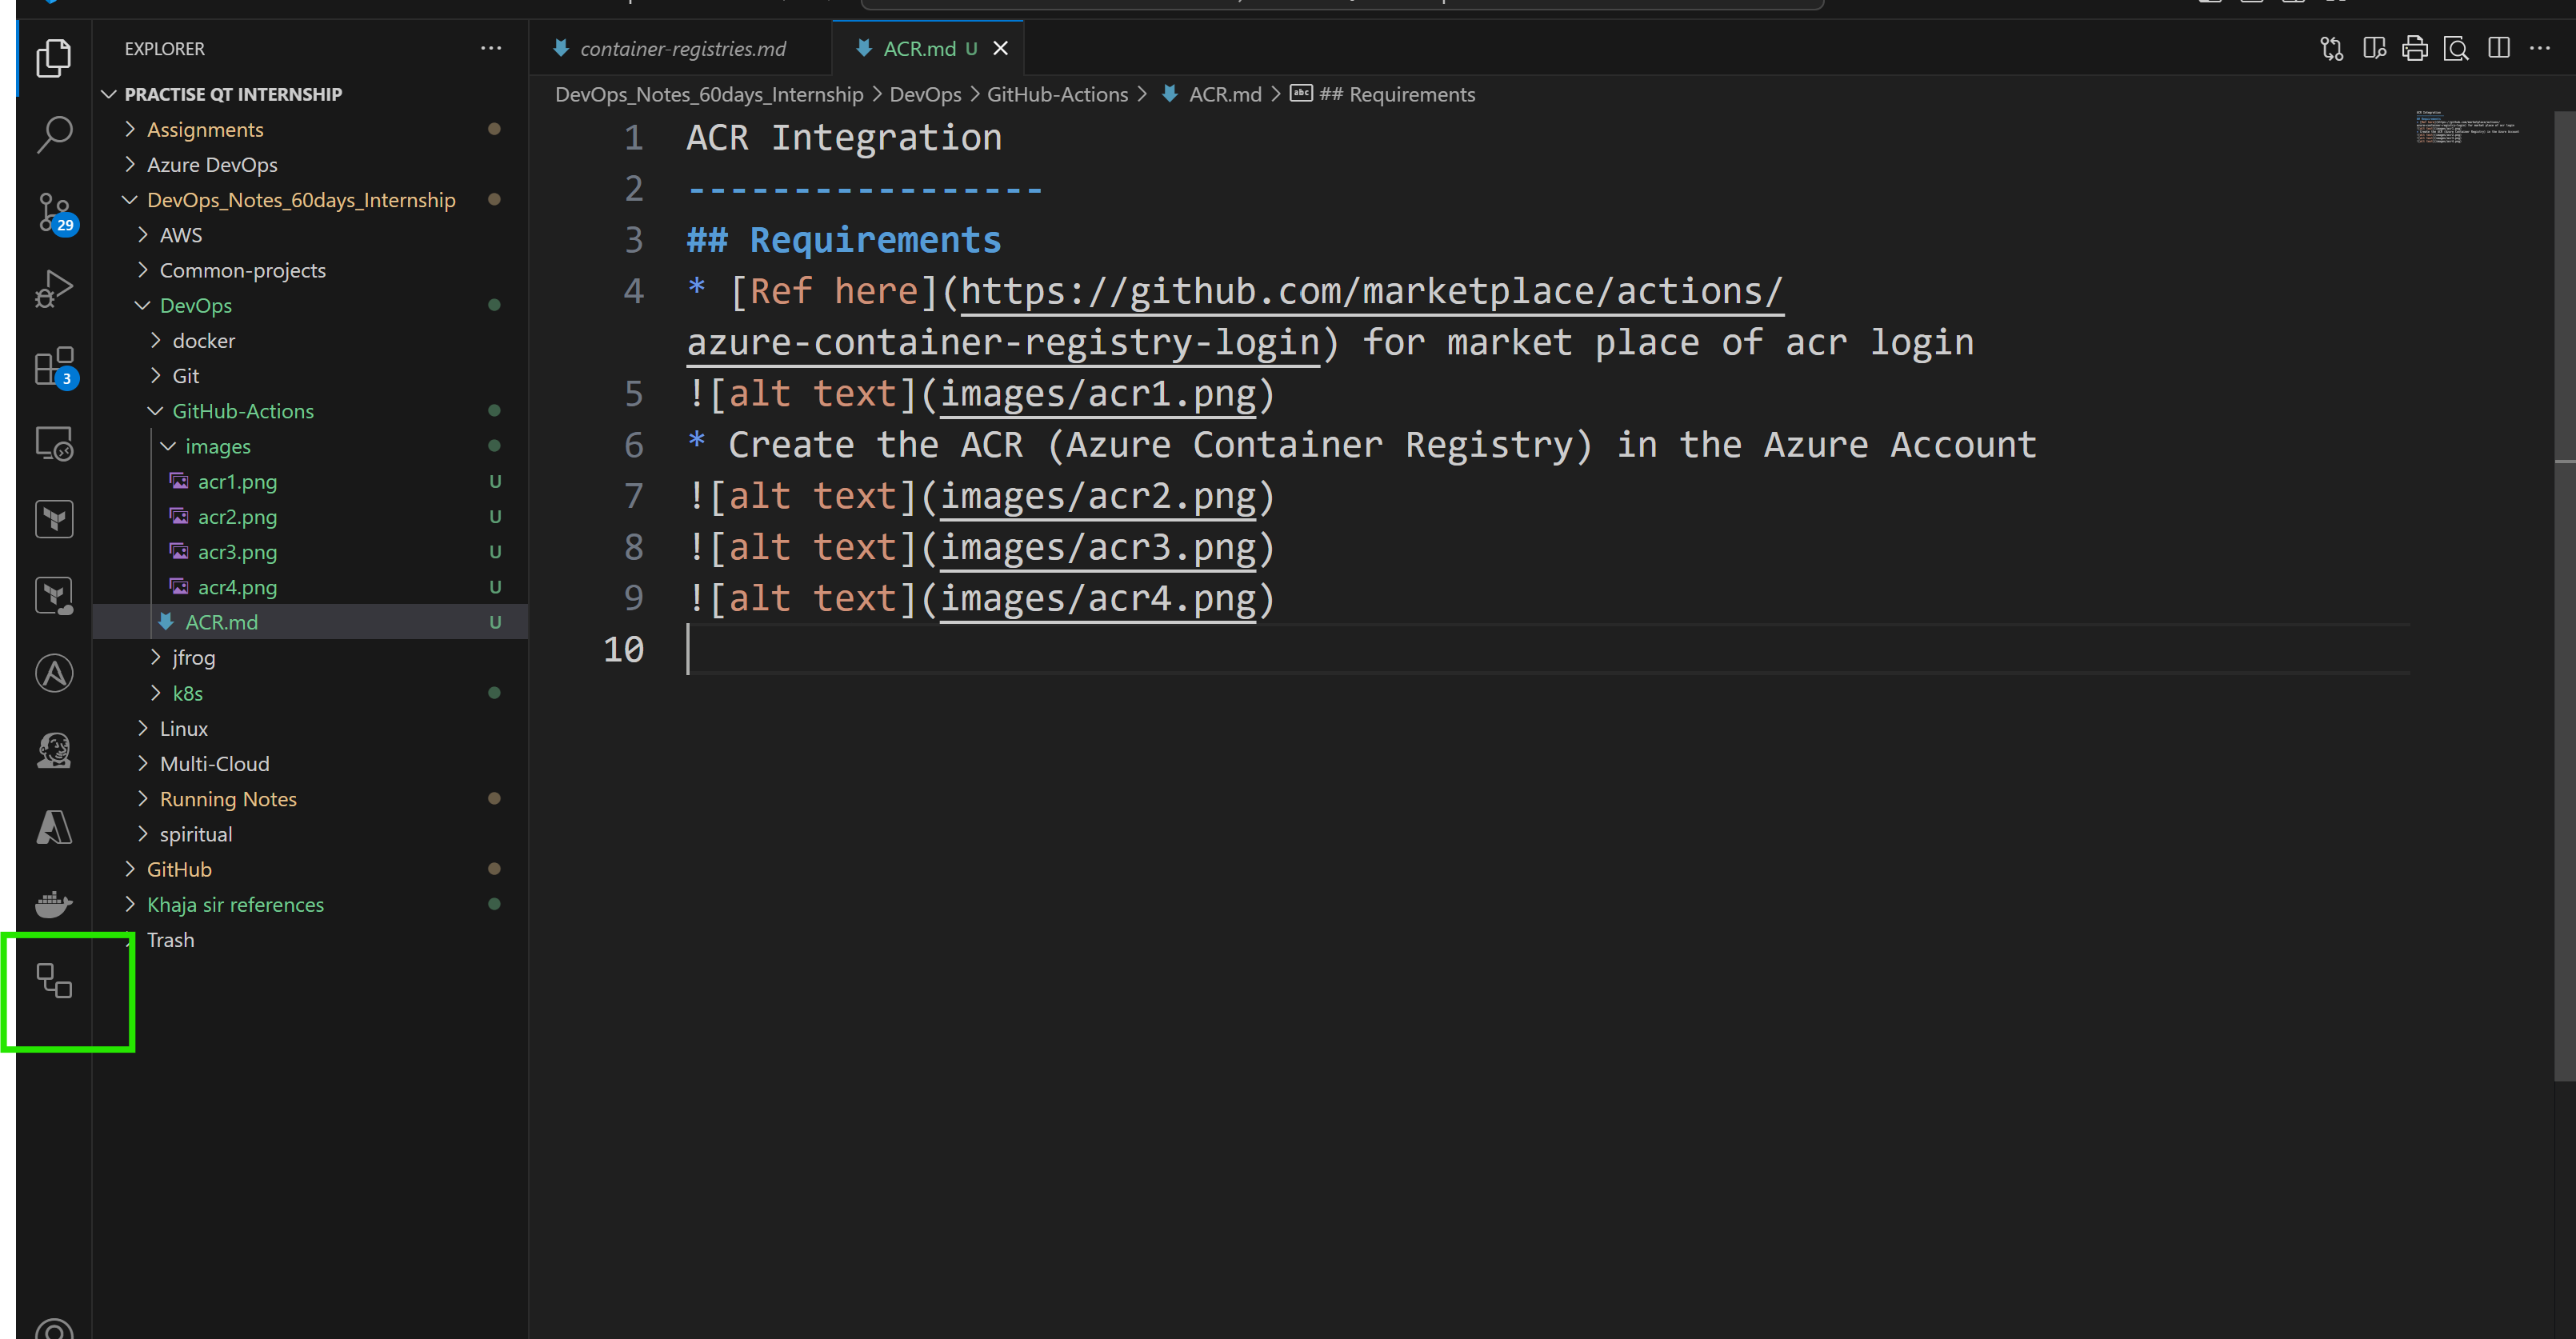 EXPLORER
PRACTISE QT INTERNSHIP
Assignments
Azure DevOps
DevOps_Notes_60days_Internship
AWS
Common-projects
DevOps
docker
Git
GitHub-Actions
images
acr1.png U
acr2.png U
acr3.png U
acr4.png U
ACR.md U
jfrog
k8s
Linux
Multi-Cloud
Running Notes
spiritual
GitHub
Khaja sir references
Trash
29
3
container-registries.md
ACR.md U
DevOps_Notes_60days_Internship > DevOps > GitHub-Actions > ACR.md > abc ## Requirements
1 ACR Integration
2 -----------------
3 ## Requirements
4 * [Ref here](https://github.com/marketplace/actions/
azure-container-registry-login) for market place of acr login
5 ![alt text](images/acr1.png)
6 * Create the ACR (Azure Container Registry) in the Azure Account
7 ![alt text](images/acr2.png)
8 ![alt text](images/acr3.png)
9 ![alt text](images/acr4.png)
10